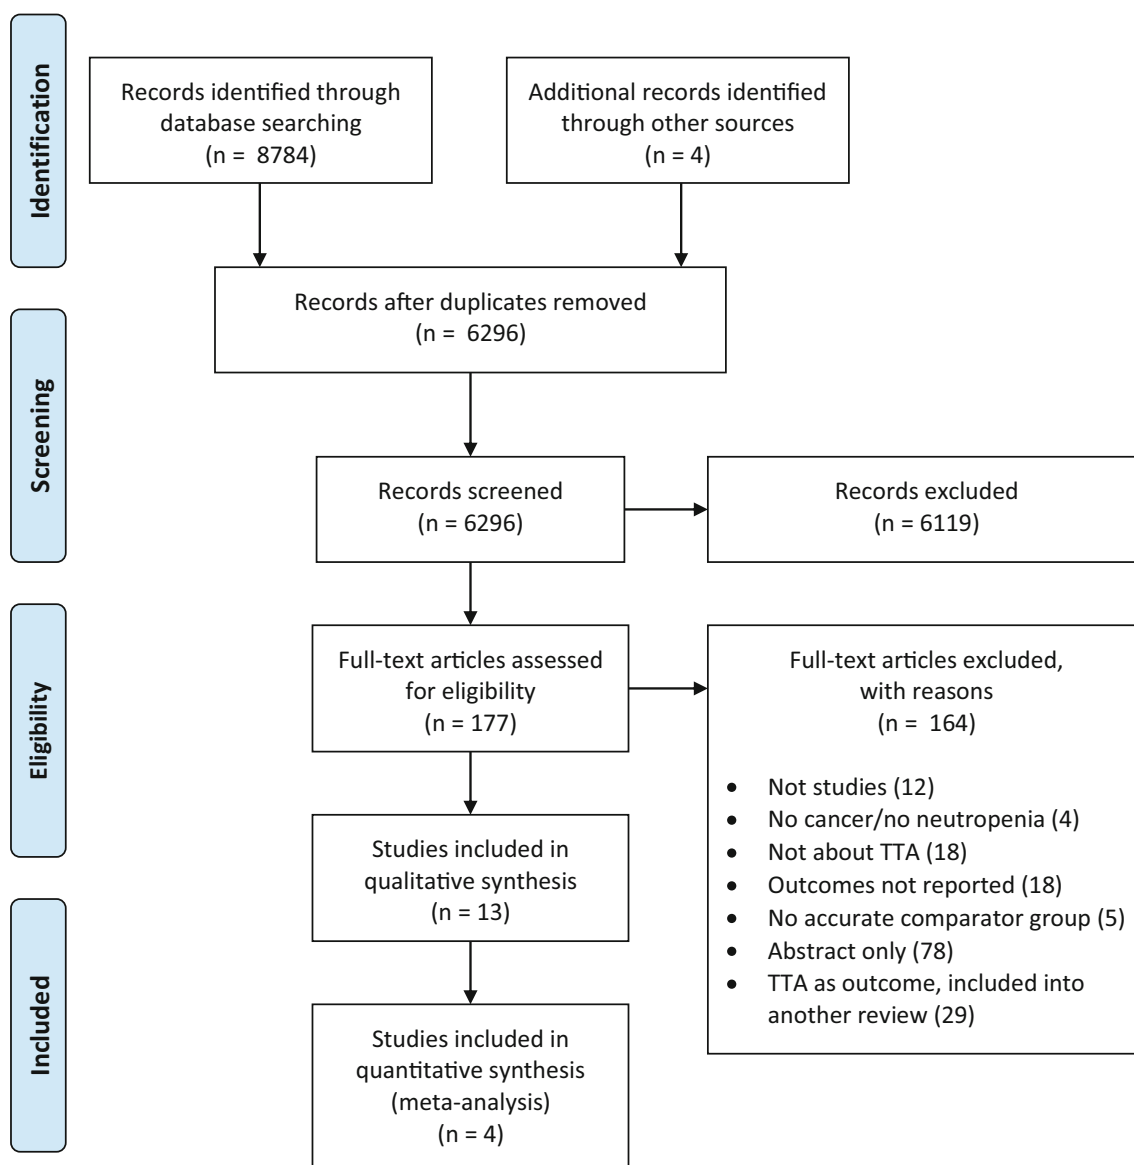 Identification
Records identified through
database searching
(n = 8784)
Additional records identified
through other sources
(n = 4)
Records after duplicates removed
(n = 6296)
Screening
Records screened
(n = 6296)
Records excluded
(n = 6119)
Eligibility
Full-text articles assessed
for eligibility
(n = 177)
Full-text articles excluded,
with reasons
(n = 164)
• Not studies (12)
• No cancer/no neutropenia (4)
• Not about TTA (18)
• Outcomes not reported (18)
• No accurate comparator group (5)
• Abstract only (78)
• TTA as outcome, included into
another review (29)
Studies included in
qualitative synthesis
(n = 13)
Included
Studies included in
quantitative synthesis
(meta-analysis)
(n = 4)